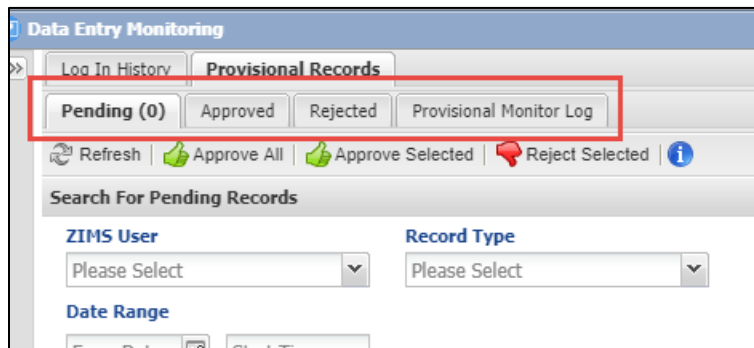 Data Entry Monitoring
Log In History Provisional Records
Pending (0) Approved Rejected Provisional Monitor Log
Refresh Approve All Approve Selected Reject Selected
Search For Pending Records
ZIMS User Record Type
Please Select Please Select
Date Range